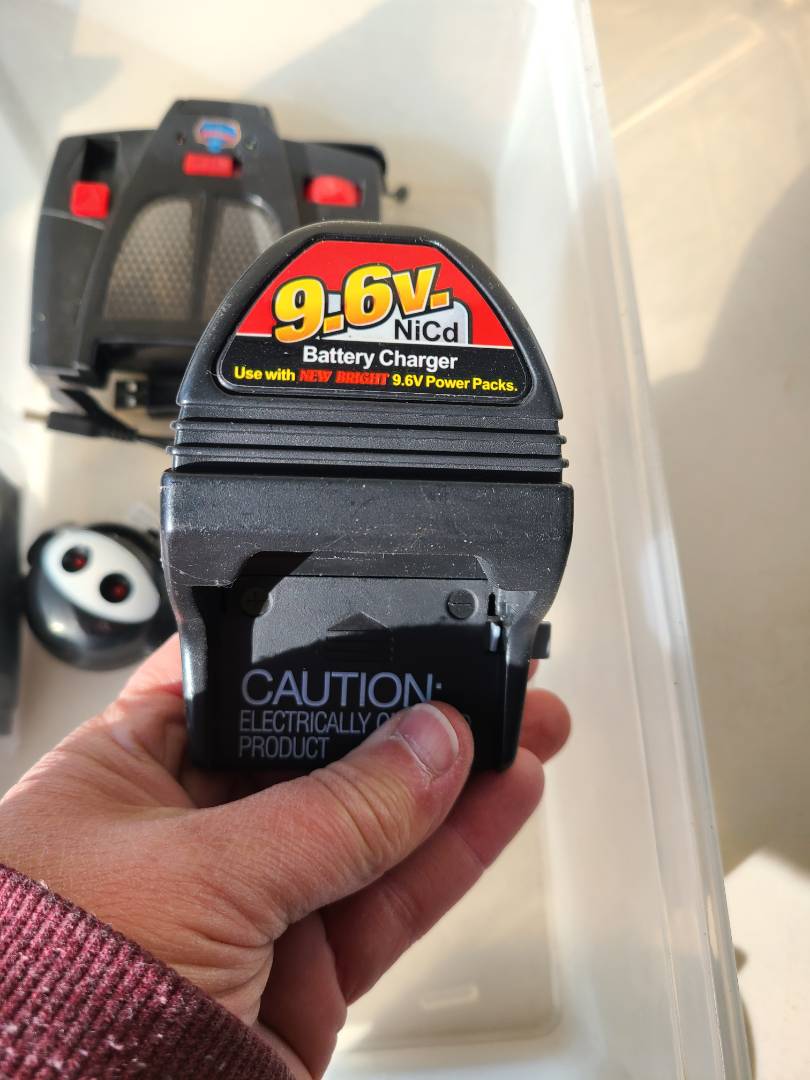 9.6v.
NiCd
Battery Charger
Use with NEW BRIGHT 9.6V Power Packs.
CAUTION:
ELECTRICALLY
PRODUCT